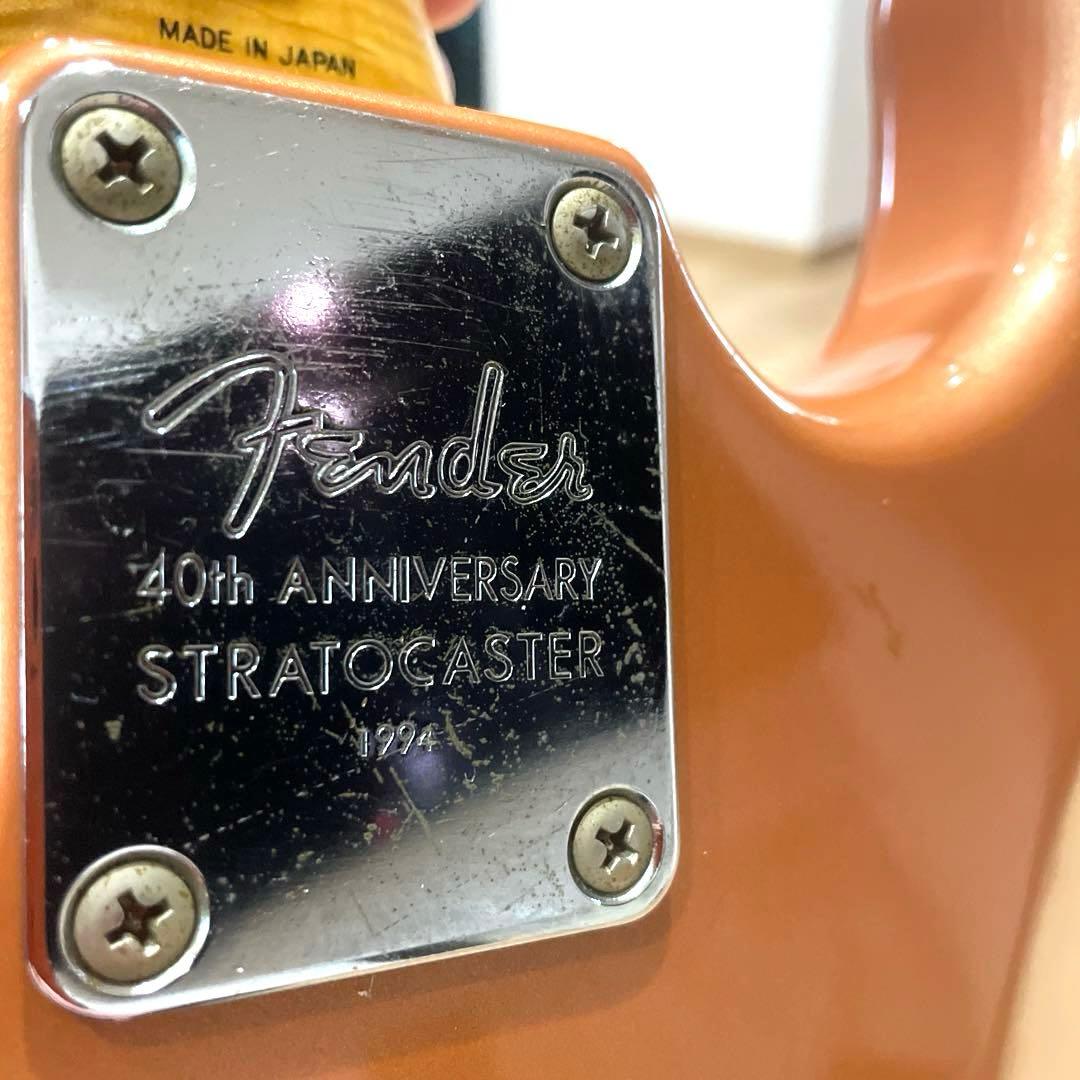 MADE IN JAPAN
Fender
40th ANNIVERSARY
STRATOCASTER
1994